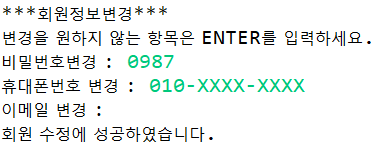 ***회원정보변경***
변경을 원하지 않는 항목은 ENTER를 입력하세요.
비밀번호변경 : 0987
휴대폰번호 변경 : 010-XXXX-XXXX
이메일 변경 :
회원 수정에 성공하였습니다.